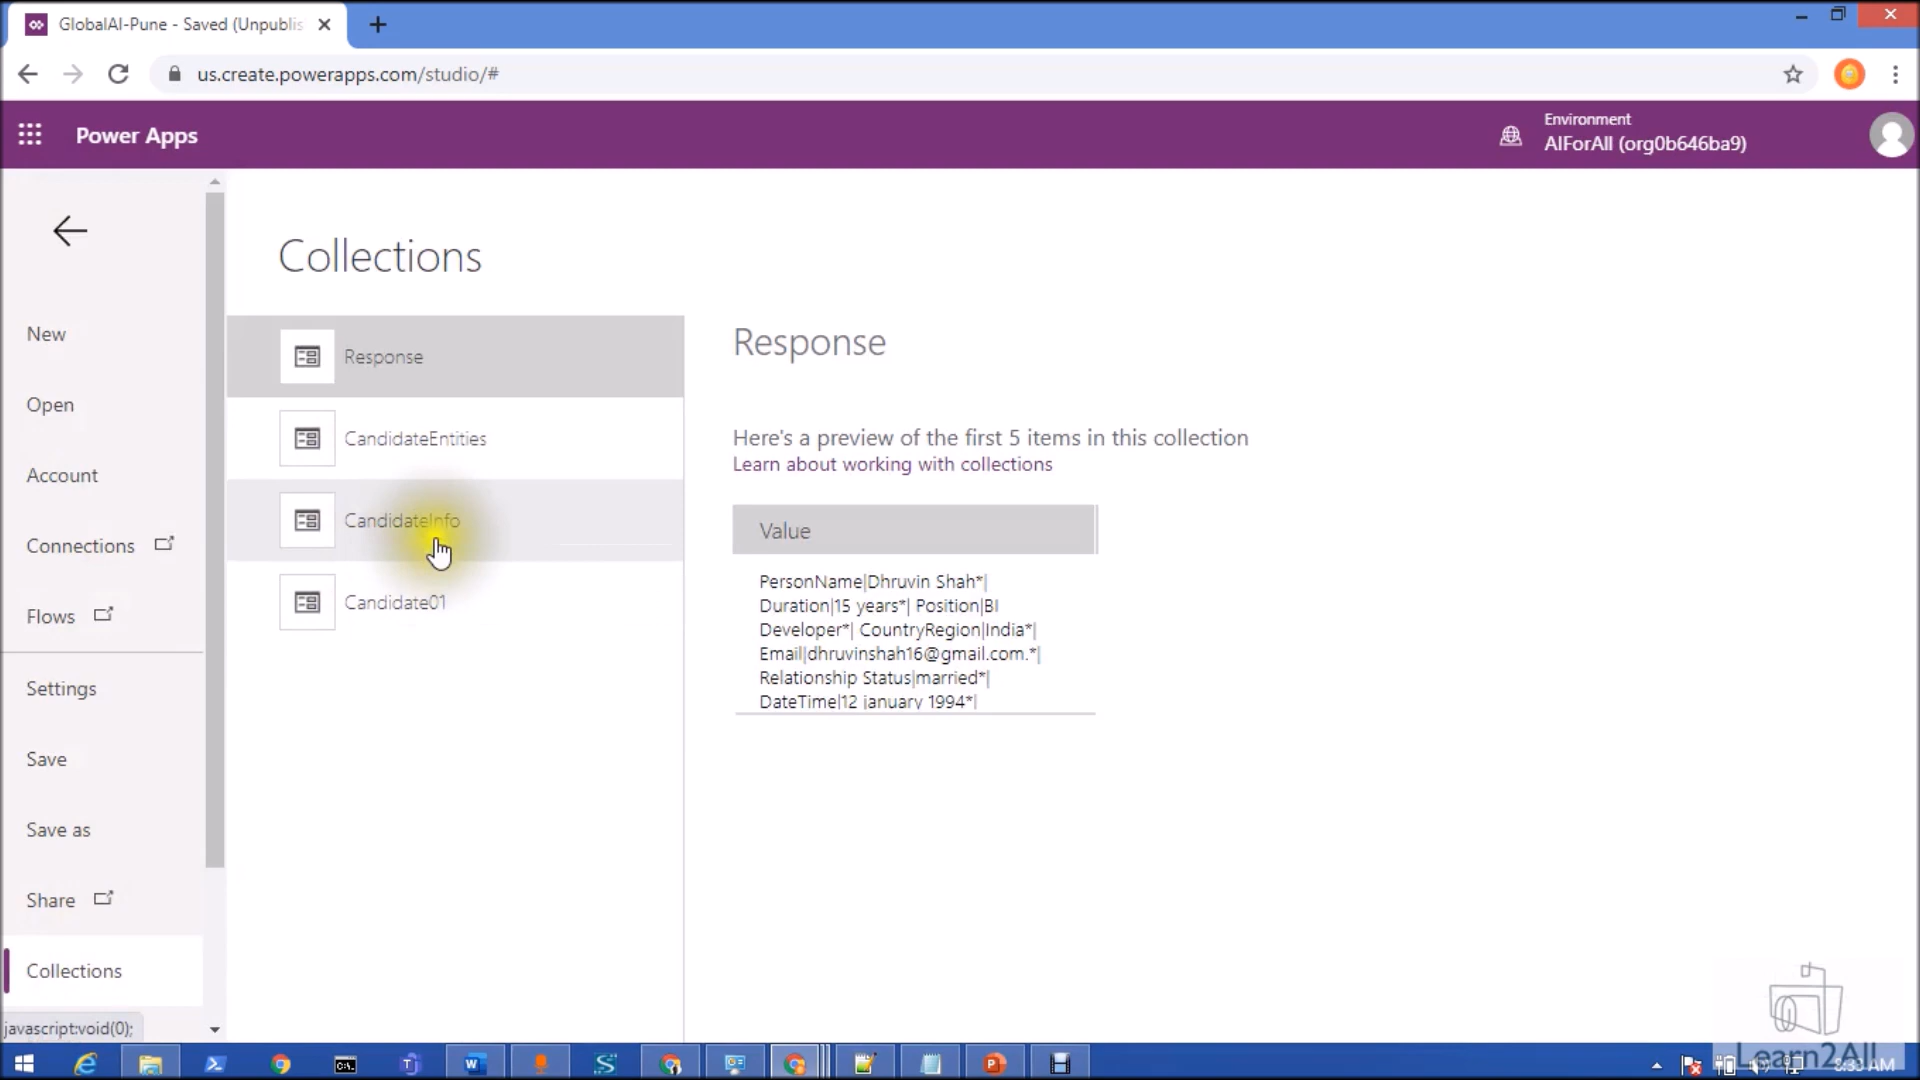 GlobalAI-Pune - Saved (Unpublis
us.create.powerapps.com/studio/#
Power Apps
Environment
AIForAll (org0b646ba9)
Collections
New
Open
Account
Connections
Flows
Settings
Save
Save as
Share
Collections
javascript:void(0);
Response
CandidateEntities
CandidateInfo
Candidate01
Response
Here's a preview of the first 5 items in this collection
Learn about working with collections
Value
PersonName|Dhruvin Shah*|
Duration|15 years*| Position|BI
Developer*| CountryRegion|India*|
Email|dhruvinshah16@gmail.com.*|
Relationship Status|married*|
DateTime|12 january 1994*|
Learn2All
8:33 AM